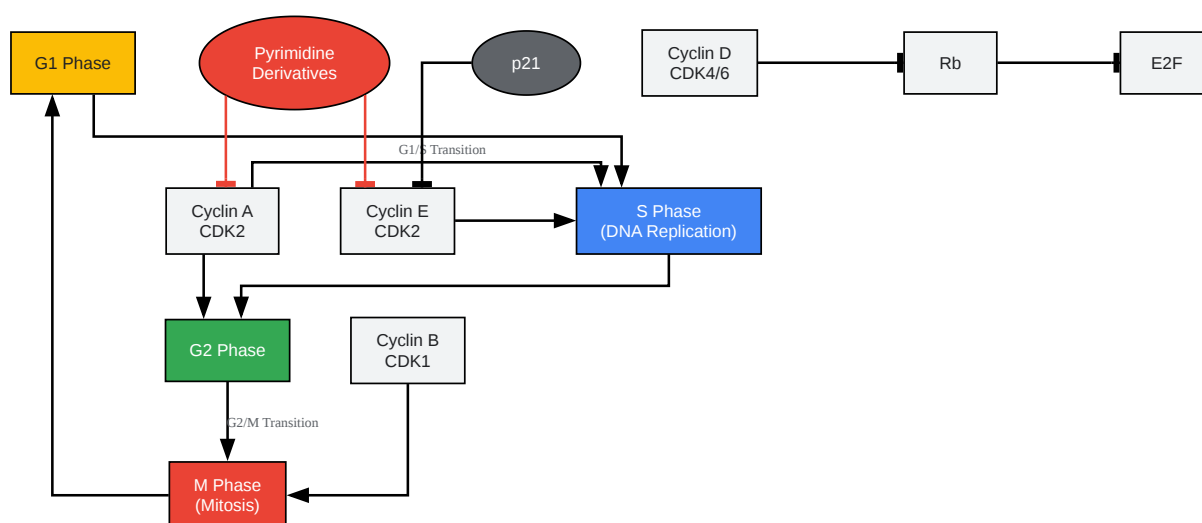 G1 Phase
Pyrimidine
Derivatives
p21
Cyclin D
CDK4/6
Rb
E2F
G1/S Transition
Cyclin A
CDK2
Cyclin E
CDK2
S Phase
(DNA Replication)
G2 Phase
Cyclin B
CDK1
G2/M Transition
M Phase
(Mitosis)